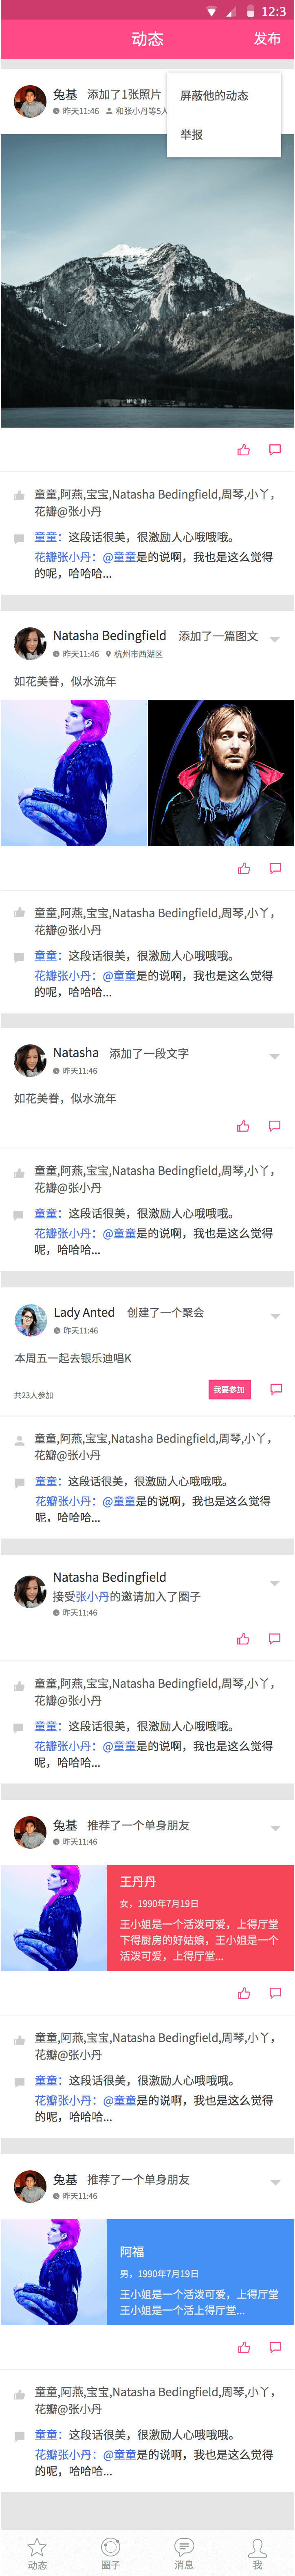 12:3
动态
发布
兔基 添加了1张照片
昨天11:46 和张小丹等5人
屏蔽他的动态
举报
童童,阿燕,宝宝,Natasha Bedingfield,周琴,小丫，
花瓣@张小丹
童童：这段话很美，很激励人心哦哦哦。
花瓣张小丹：@童童是的说啊，我也是这么觉得
的呢，哈哈哈...
Natasha Bedingfield 添加了一篇图文
昨天11:46 杭州市西湖区
如花美眷，似水流年
童童,阿燕,宝宝,Natasha Bedingfield,周琴,小丫，
花瓣@张小丹
童童：这段话很美，很激励人心哦哦哦。
花瓣张小丹：@童童是的说啊，我也是这么觉得
的呢，哈哈哈...
Natasha 添加了一段文字
昨天11:46
如花美眷，似水流年
童童,阿燕,宝宝,Natasha Bedingfield,周琴,小丫，
花瓣@张小丹
童童：这段话很美，很激励人心哦哦哦。
花瓣张小丹：@童童是的说啊，我也是这么觉得
呢，哈哈哈...
Lady Anted 创建了一个聚会
昨天11:46
本周五一起去银乐迪唱K
共23人参加
我要参加
童童,阿燕,宝宝,Natasha Bedingfield,周琴,小丫，
花瓣@张小丹
童童：这段话很美，很激励人心哦哦哦。
花瓣张小丹：@童童是的说啊，我也是这么觉得
呢，哈哈哈...
Natasha Bedingfield
接受张小丹的邀请加入了圈子
昨天11:46
童童,阿燕,宝宝,Natasha Bedingfield,周琴,小丫，
花瓣@张小丹
童童：这段话很美，很激励人心哦哦哦。
花瓣张小丹：@童童是的说啊，我也是这么觉得
的呢，哈哈哈...
兔基 推荐了一个单身朋友
昨天11:46
王丹丹
女，1990年7月19日
王小姐是一个活泼可爱，上得厅堂
下得厨房的好姑娘，王小姐是一个
活泼可爱，上得厅堂...
童童,阿燕,宝宝,Natasha Bedingfield,周琴,小丫，
花瓣@张小丹
童童：这段话很美，很激励人心哦哦哦。
花瓣张小丹：@童童是的说啊，我也是这么觉得
的呢，哈哈哈...
兔基 推荐了一个单身朋友
昨天11:46
阿福
男，1990年7月19日
王小姐是一个活泼可爱，上得厅堂
王小姐是一个活上得厅堂...
童童,阿燕,宝宝,Natasha Bedingfield,周琴,小丫，
花瓣@张小丹
童童：这段话很美，很激励人心哦哦哦。
花瓣张小丹：@童童是的说啊，我也是这么觉得
的呢，哈哈哈...
动态
圈子
消息
我